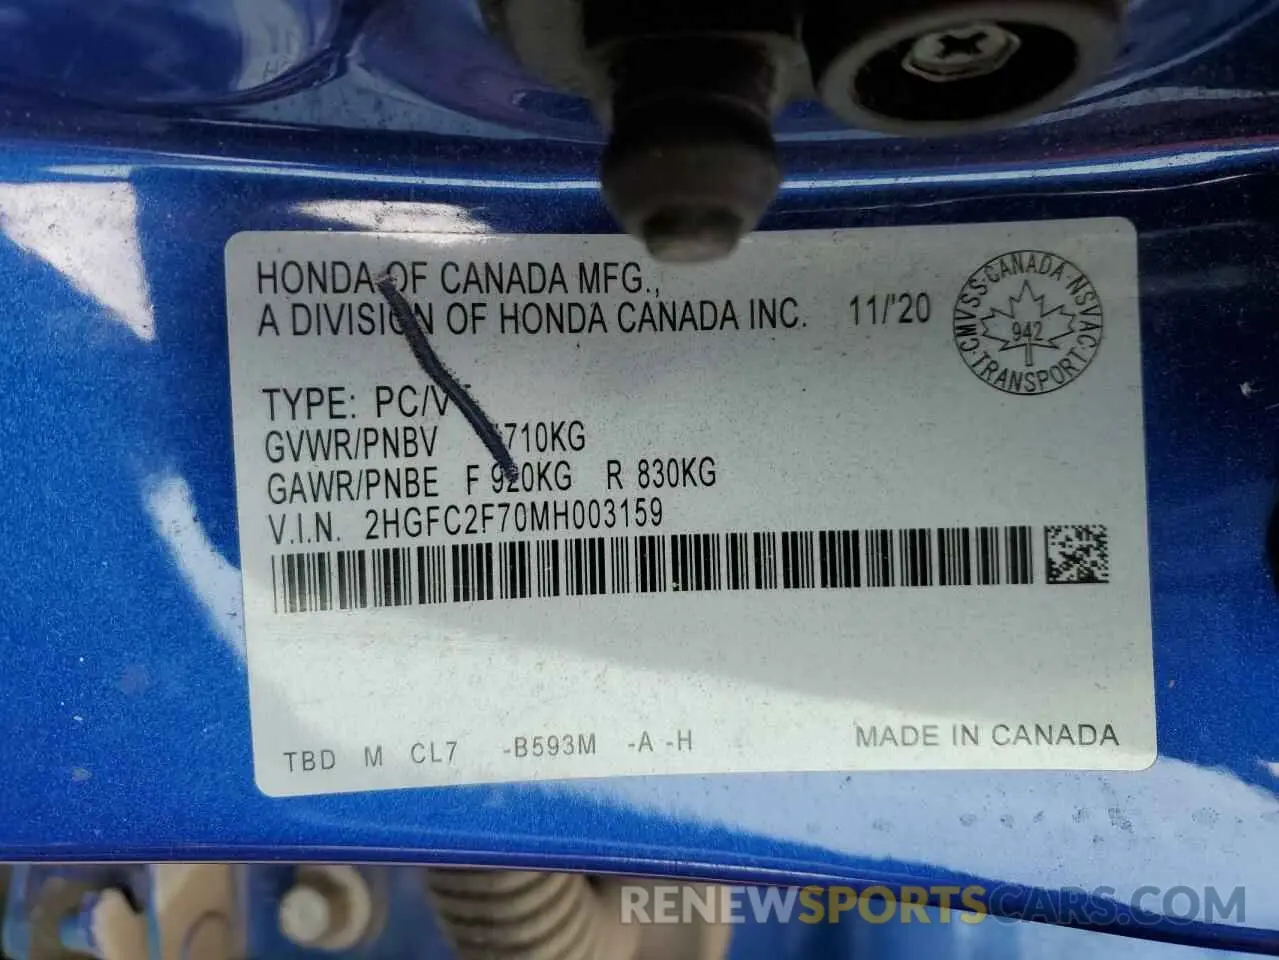 HONDA OF CANADA MFG.,
A DIVISION OF HONDA CANADA INC. 11/'20
CMVSS·CANADA·NSVAC·TRANSPORT·
942
TYPE: PC/
GVWR/PNBV 710KG
GAWR/PNBE F 920KG R 830KG
V.I.N. 2HGFC2F70MH003159
TBD M CL7 -B593M -A -H MADE IN CANADA
RENEWSPORTSCARS.COM